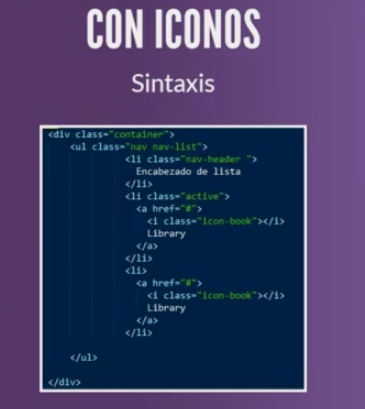 CON ICONOS
Sintaxis
<div class="container">
<ul class="nav nav-list">
<li class="nav-header ">
Encabezado de lista
</li>
<li class="active">
<a href="#">
<i class="icon-book"></i>
Library
</a>
</li>
<li>
<a href="#">
<i class="icon-book"></i>
Library
</a>
</li>
</ul>
</div>